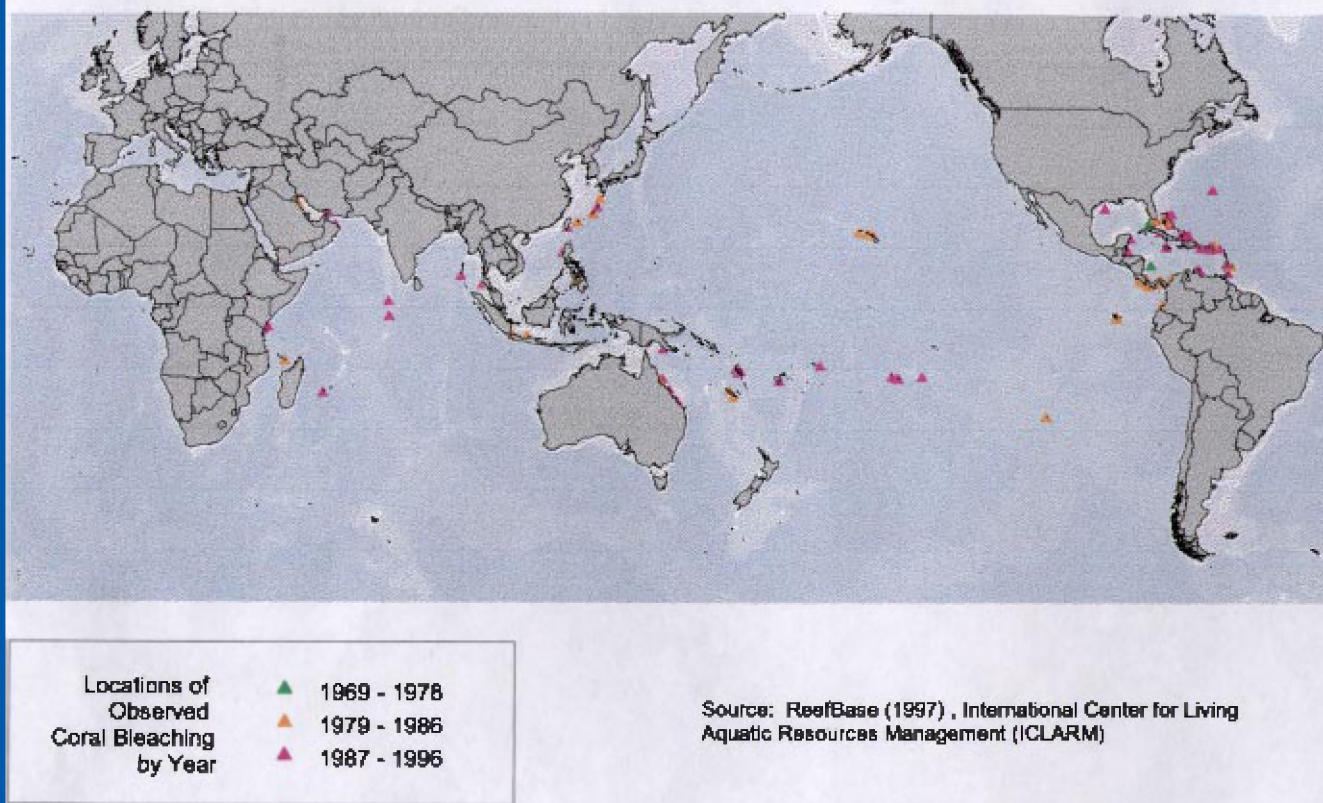 Locations of
Observed
Coral Bleaching
by Year
1969 - 1978
1979 - 1986
1987 - 1996
Source: ReefBase (1997) , International Center for Living
Aquatic Resources Management (ICLARM)